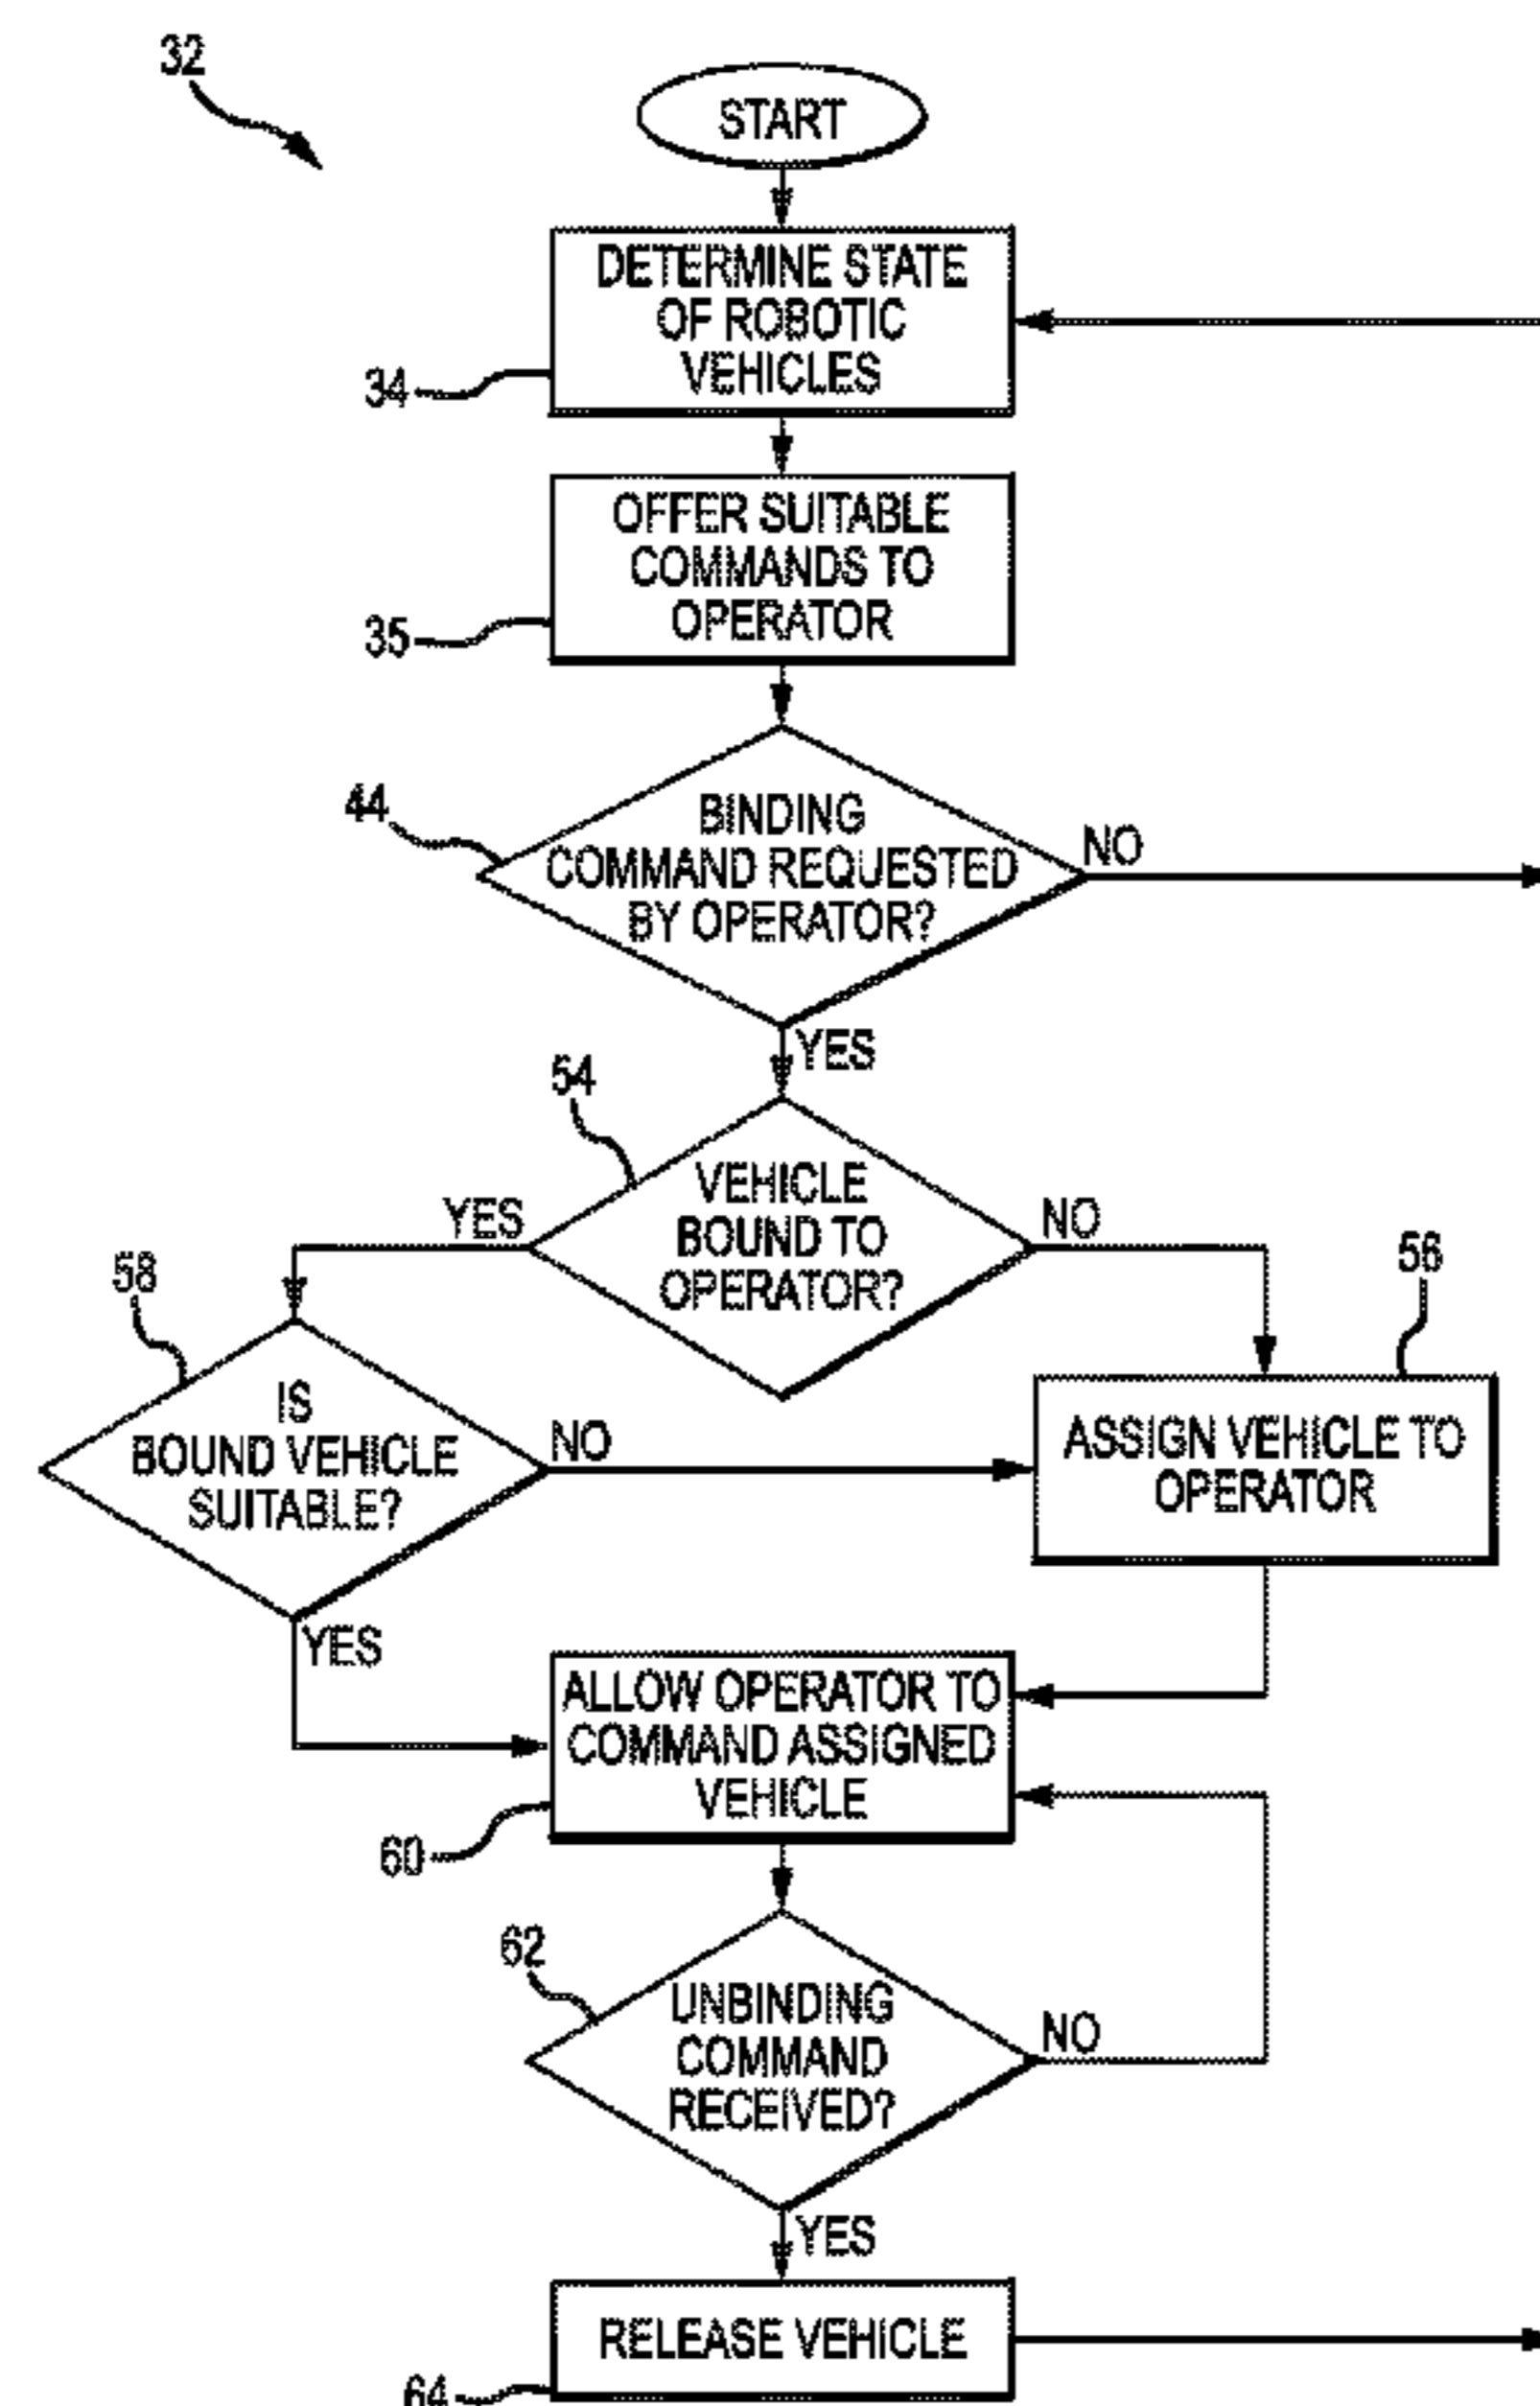 32
START
DETERMINE STATE
OF ROBOTIC
VEHICLES
34
OFFER SUITABLE
COMMANDS TO
OPERATOR
35
44
BINDING
COMMAND REQUESTED
BY OPERATOR?
NO
YES
54
VEHICLE
BOUND TO
OPERATOR?
YES
NO
58
56
IS
BOUND VEHICLE
SUITABLE?
NO
YES
ASSIGN VEHICLE TO
OPERATOR
ALLOW OPERATOR TO
COMMAND ASSIGNED
VEHICLE
60
62
UNBINDING
COMMAND
RECEIVED?
NO
YES
RELEASE VEHICLE
64